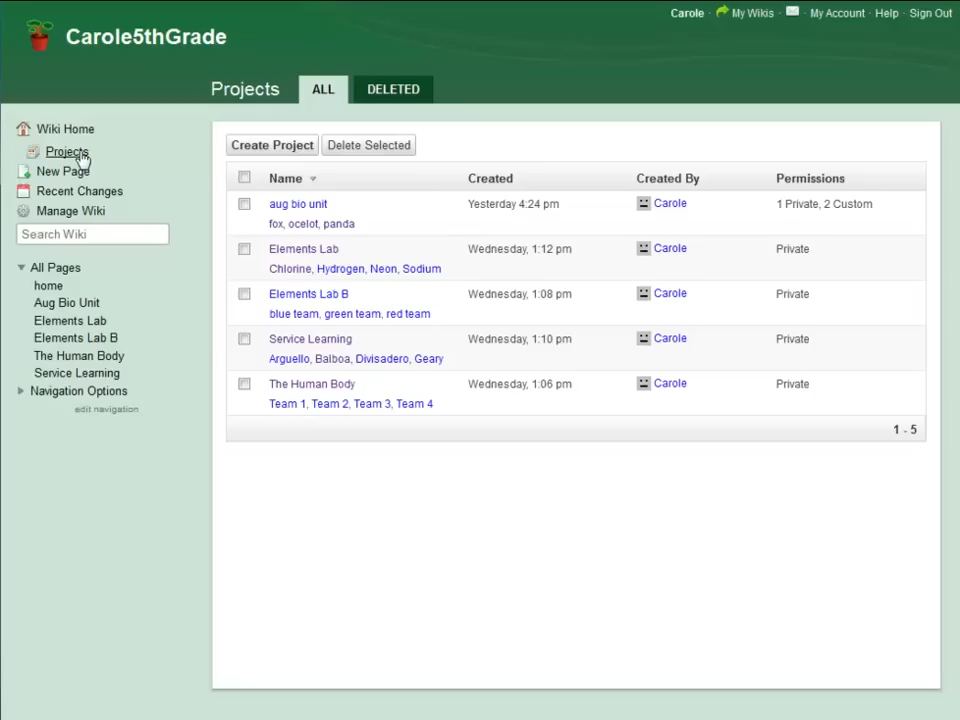 Carole · My Wikis · My Account · Help · Sign Out
Carole5thGrade
Projects ALL DELETED
Wiki Home
Projects
New Page
Recent Changes
Manage Wiki
Search Wiki
All Pages
home
Aug Bio Unit
Elements Lab
Elements Lab B
The Human Body
Service Learning
Navigation Options
edit navigation
Create Project Delete Selected
Name Created Created By Permissions
aug bio unit Yesterday 4:24 pm Carole 1 Private, 2 Custom
fox, ocelot, panda
Elements Lab Wednesday, 1:12 pm Carole Private
Chlorine, Hydrogen, Neon, Sodium
Elements Lab B Wednesday, 1:08 pm Carole Private
blue team, green team, red team
Service Learning Wednesday, 1:10 pm Carole Private
Arguello, Balboa, Divisadero, Geary
The Human Body Wednesday, 1:06 pm Carole Private
Team 1, Team 2, Team 3, Team 4
1 - 5